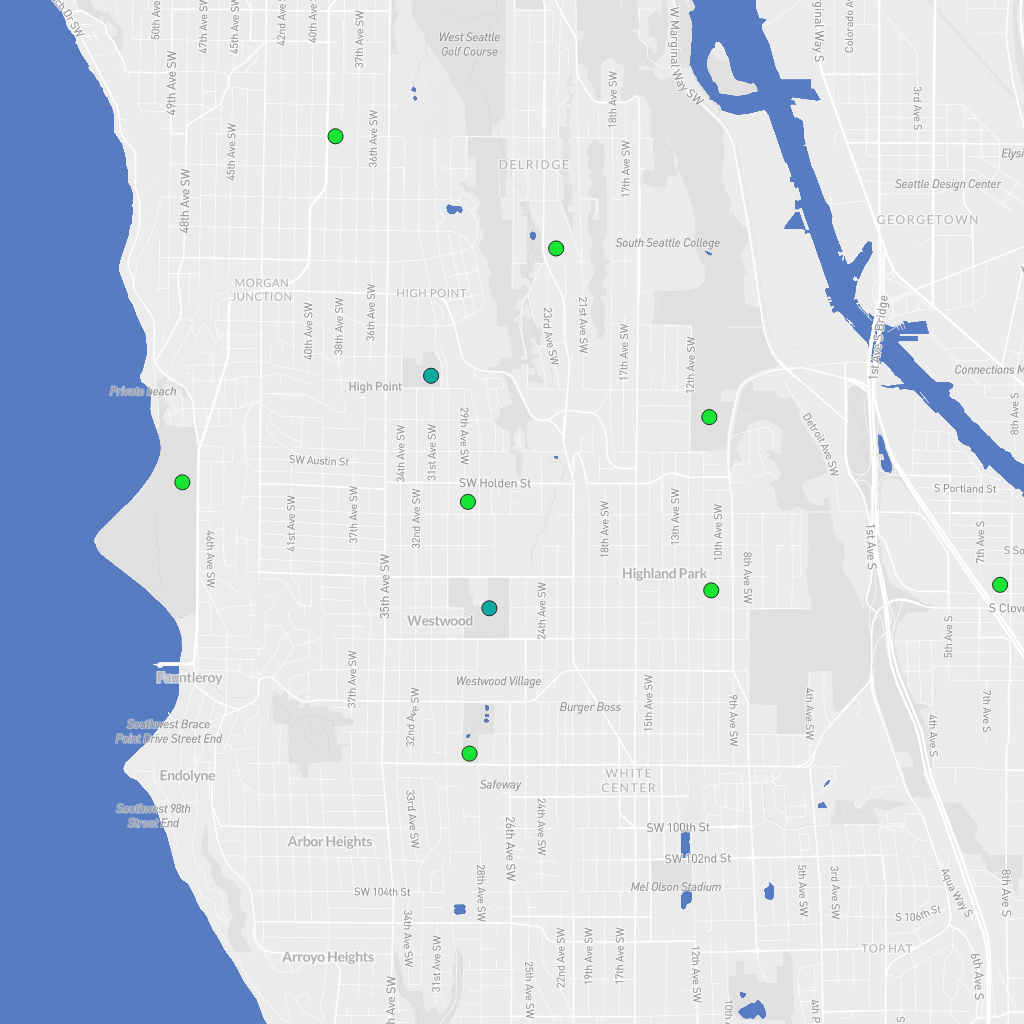 50th Ave SW
47th Ave SW
45th Ave SW
42nd Ave SW
40th Ave SW
37th Ave SW
West Seattle
Golf Course
W Marginal Way SW
Colorado A
49th Ave SW
18th Ave SW
3rd Ave S
45th Ave SW
36th Ave SW
DELRIDGE
17th Ave SW
Elysi
48th Ave SW
Seattle Design Center
GEORGETOWN
South Seattle College
MORGAN
JUNCTION
HIGH POINT
40th Ave SW
38th Ave SW
36th Ave SW
23rd Ave SW
21st Ave SW
17th Ave SW
12th Ave SW
1st Ave S Bridge
Private beach
High Point
Connections M
8th Ave S
29th Ave SW
34th Ave SW
31st Ave SW
Detroit Ave SW
SW Austin St
SW Holden St
S Portland St
41st Ave SW
37th Ave SW
32nd Ave SW
18th Ave SW
13th Ave SW
10th Ave SW
1st Ave S
7th Ave S
46th Ave SW
35th Ave SW
24th Ave SW
Highland Park
8th Ave SW
S So
S Clov
Westwood
5th Ave S
Fauntleroy
37th Ave SW
Westwood Village
Burger Boss
15th Ave SW
9th Ave SW
4th Ave SW
4th Ave S
7th Ave S
32nd Ave SW
Southwest Brace
Point Drive Street End
Endolyne
Safeway
WHITE
CENTER
Southwest 98th
Street End
33rd Ave SW
26th Ave SW
24th Ave SW
SW 100th St
Arbor Heights
SW 102nd St
SW 104th St
28th Ave SW
Mel Olson Stadium
5th Ave SW
3rd Ave SW
Aqua Way S
8th Ave S
S 106th St
34th Ave SW
31st Ave SW
22nd Ave SW
19th Ave SW
17th Ave SW
12th Ave SW
TOP HAT
Arroyo Heights
25th Ave SW
6th Ave S